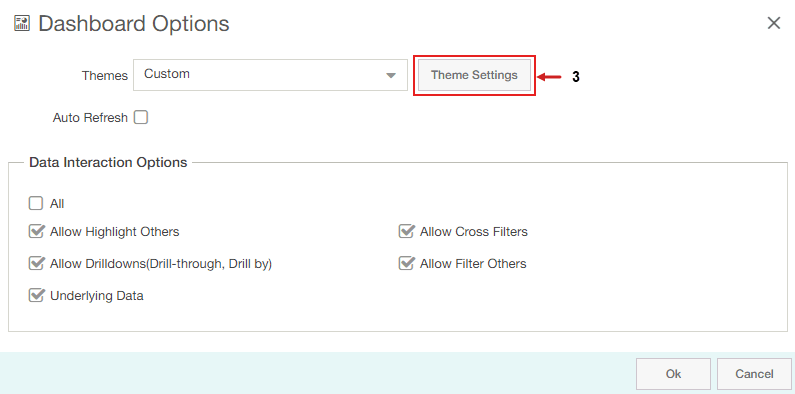 Dashboard Options
Themes Custom Theme Settings 3
Auto Refresh
Data Interaction Options
All
Allow Highlight Others Allow Cross Filters
Allow Drilldowns(Drill-through, Drill by) Allow Filter Others
Underlying Data
Ok Cancel